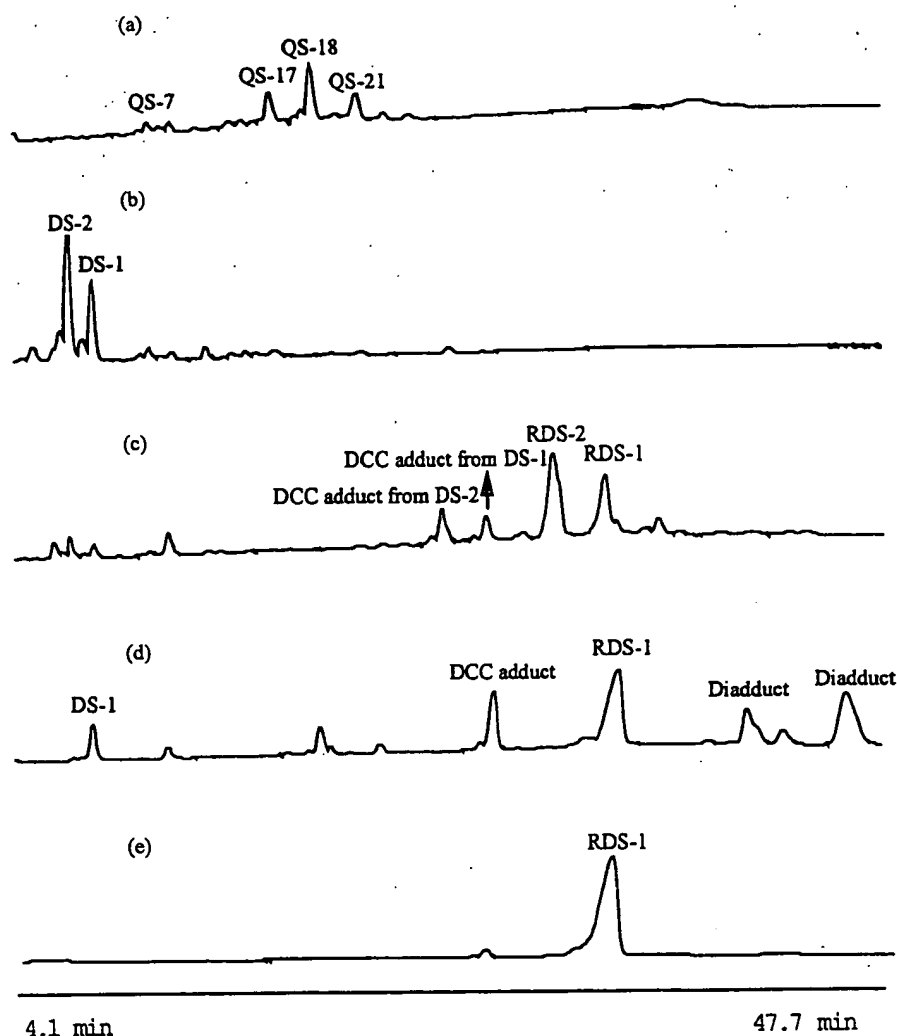 (a)
QS-18
QS-17
QS-21
QS-7
(b)
DS-2
DS-1
(c)
RDS-2
DCC adduct from DS-1
RDS-1
DCC adduct from DS-2
(d)
RDS-1
DCC adduct
Diadduct
Diadduct
DS-1
(e)
RDS-1
4.1 min
47.7 min